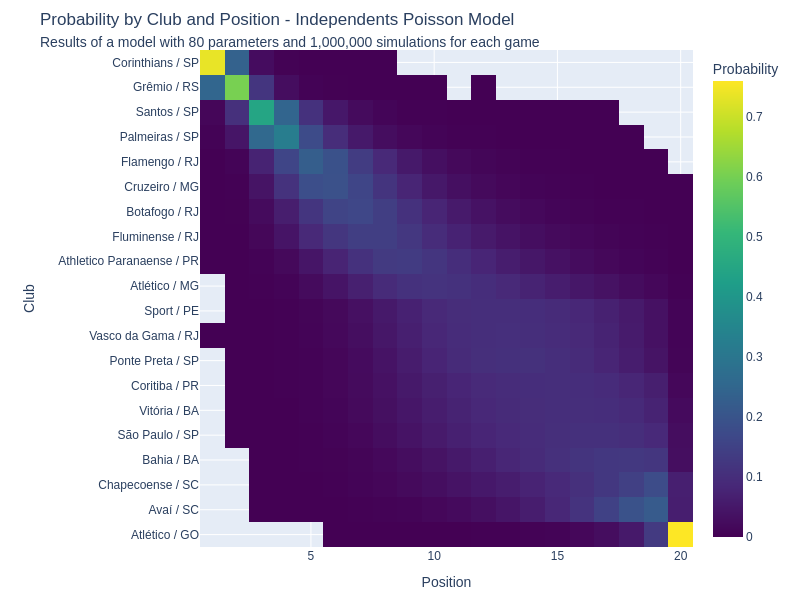 Probability by Club and Position - Independents Poisson Model
Results of a model with 80 parameters and 1,000,000 simulations for each game
Probability
Corinthians / SP
Grêmio / RS
Santos / SP
Palmeiras / SP
Flamengo / RJ
Cruzeiro / MG
Botafogo / RJ
Fluminense / RJ
Athletico Paranaense / PR
Atlético / MG
Sport / PE
Vasco da Gama / RJ
Ponte Preta / SP
Coritiba / PR
Vitória / BA
São Paulo / SP
Bahia / BA
Chapecoense / SC
Avaí / SC
Atlético / GO
Club
5
10
15
20
Position
0.7
0.6
0.5
0.4
0.3
0.2
0.1
0